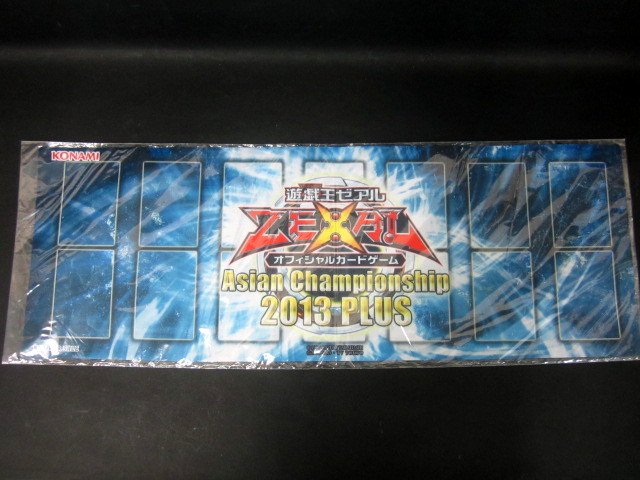 KONAMI
遊戯王ゼアル
ZEXAL
オフィシャルカードゲーム
Asian Championship
2013 PLUS